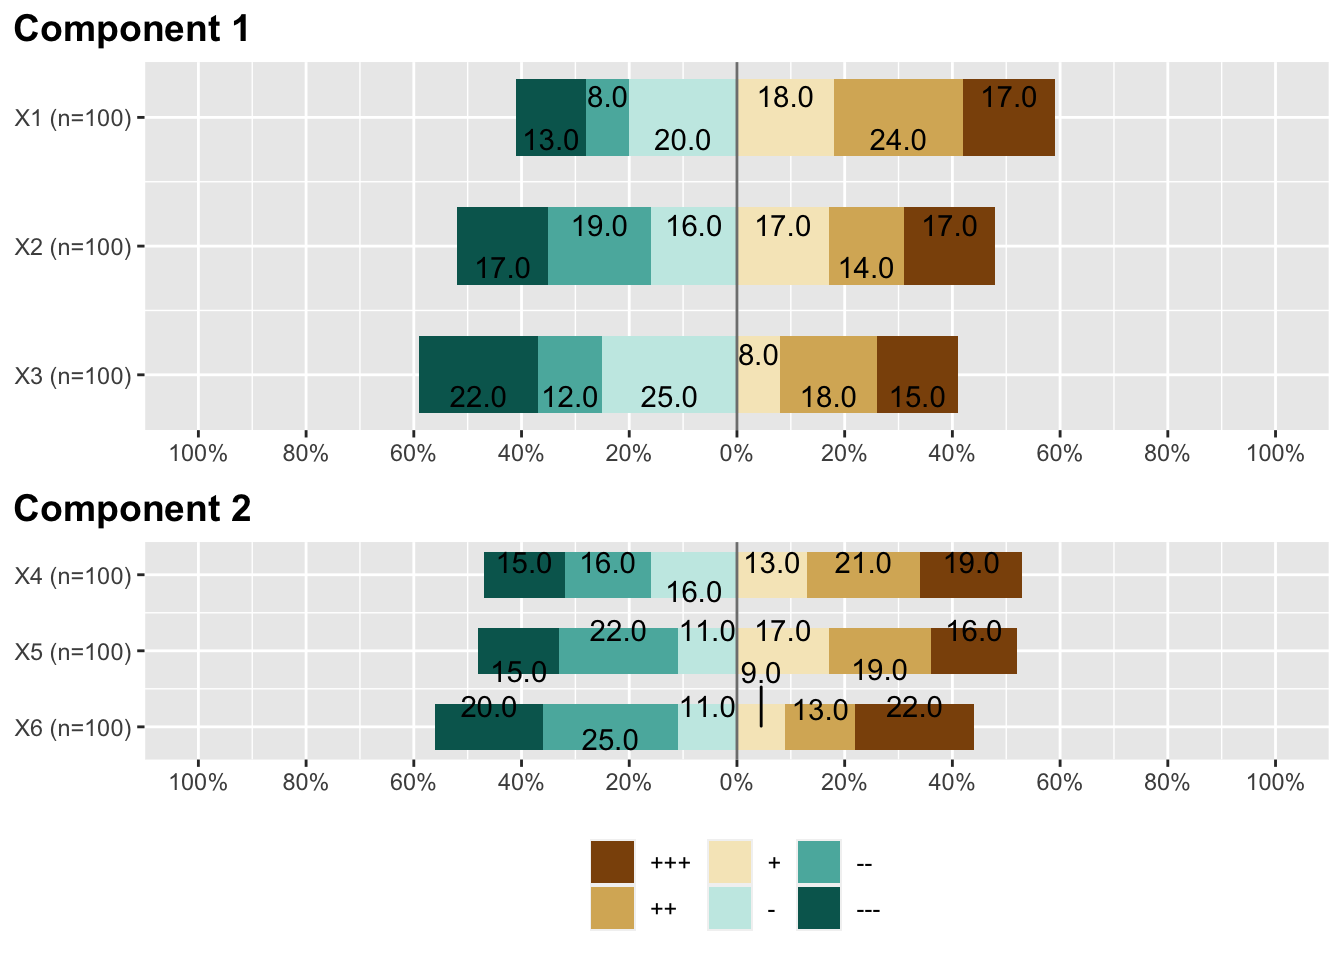 Component 1
X1 (n=100)
13.0 8.0 20.0 18.0 24.0 17.0
X2 (n=100)
17.0 19.0 16.0 17.0 14.0 17.0
X3 (n=100)
22.0 12.0 25.0 8.0 18.0 15.0
100% 80% 60% 40% 20% 0% 20% 40% 60% 80% 100%
Component 2
X4 (n=100)
15.0 16.0 16.0 13.0 21.0 19.0
X5 (n=100)
15.0 22.0 11.0 17.0 19.0 16.0
X6 (n=100)
20.0 25.0 11.0 9.0 13.0 22.0
100% 80% 60% 40% 20% 0% 20% 40% 60% 80% 100%
+++ + --
++ - ---